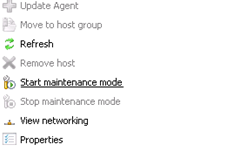 Update Agent
Move to host group
Refresh
Remove host
Start maintenance mode
Stop maintenance mode
View networking
Properties